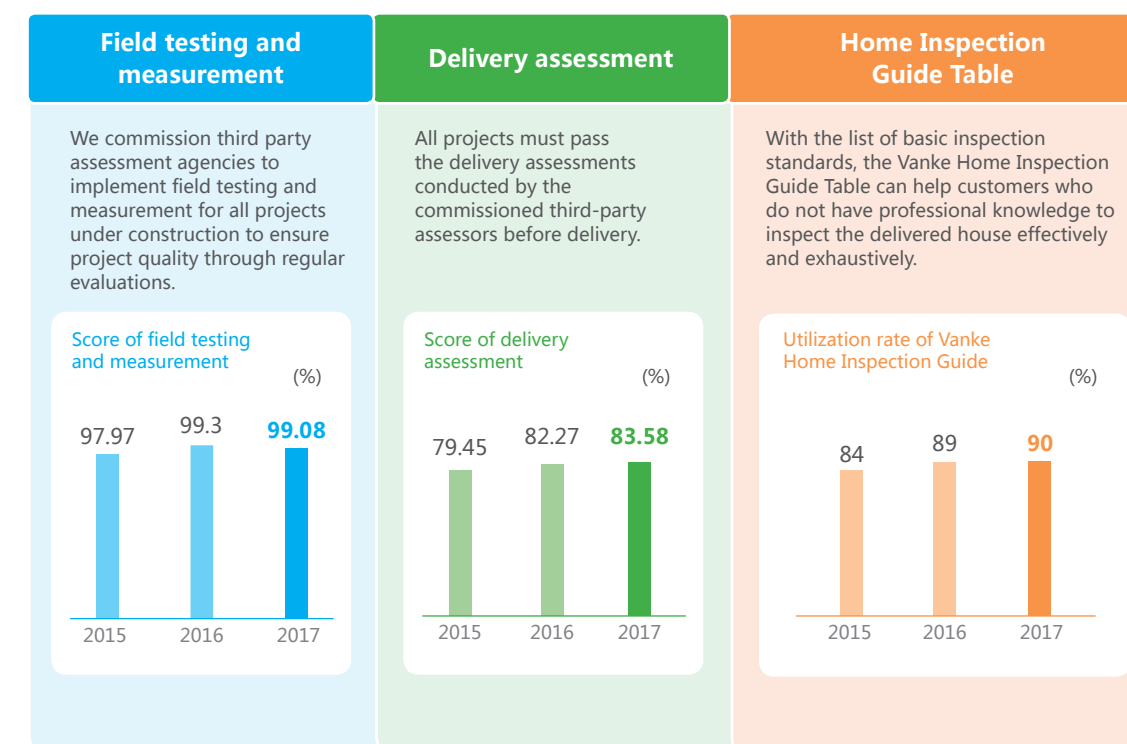 Field testing and
measurement
We commission third party
assessment agencies to
implement field testing and
measurement for all projects
under construction to ensure
project quality through regular
evaluations.
Score of field testing
and measurement
(%)
97.97
99.3
99.08
2015
2016
2017
Delivery assessment
All projects must pass
the delivery assessments
conducted by the
commissioned third-party
assessors before delivery.
Score of delivery
assessment
(%)
79.45
82.27
83.58
2015
2016
2017
Home Inspection
Guide Table
With the list of basic inspection
standards, the Vanke Home Inspection
Guide Table can help customers who
do not have professional knowledge to
inspect the delivered house effectively
and exhaustively.
Utilization rate of Vanke
Home Inspection Guide
(%)
84
89
90
2015
2016
2017